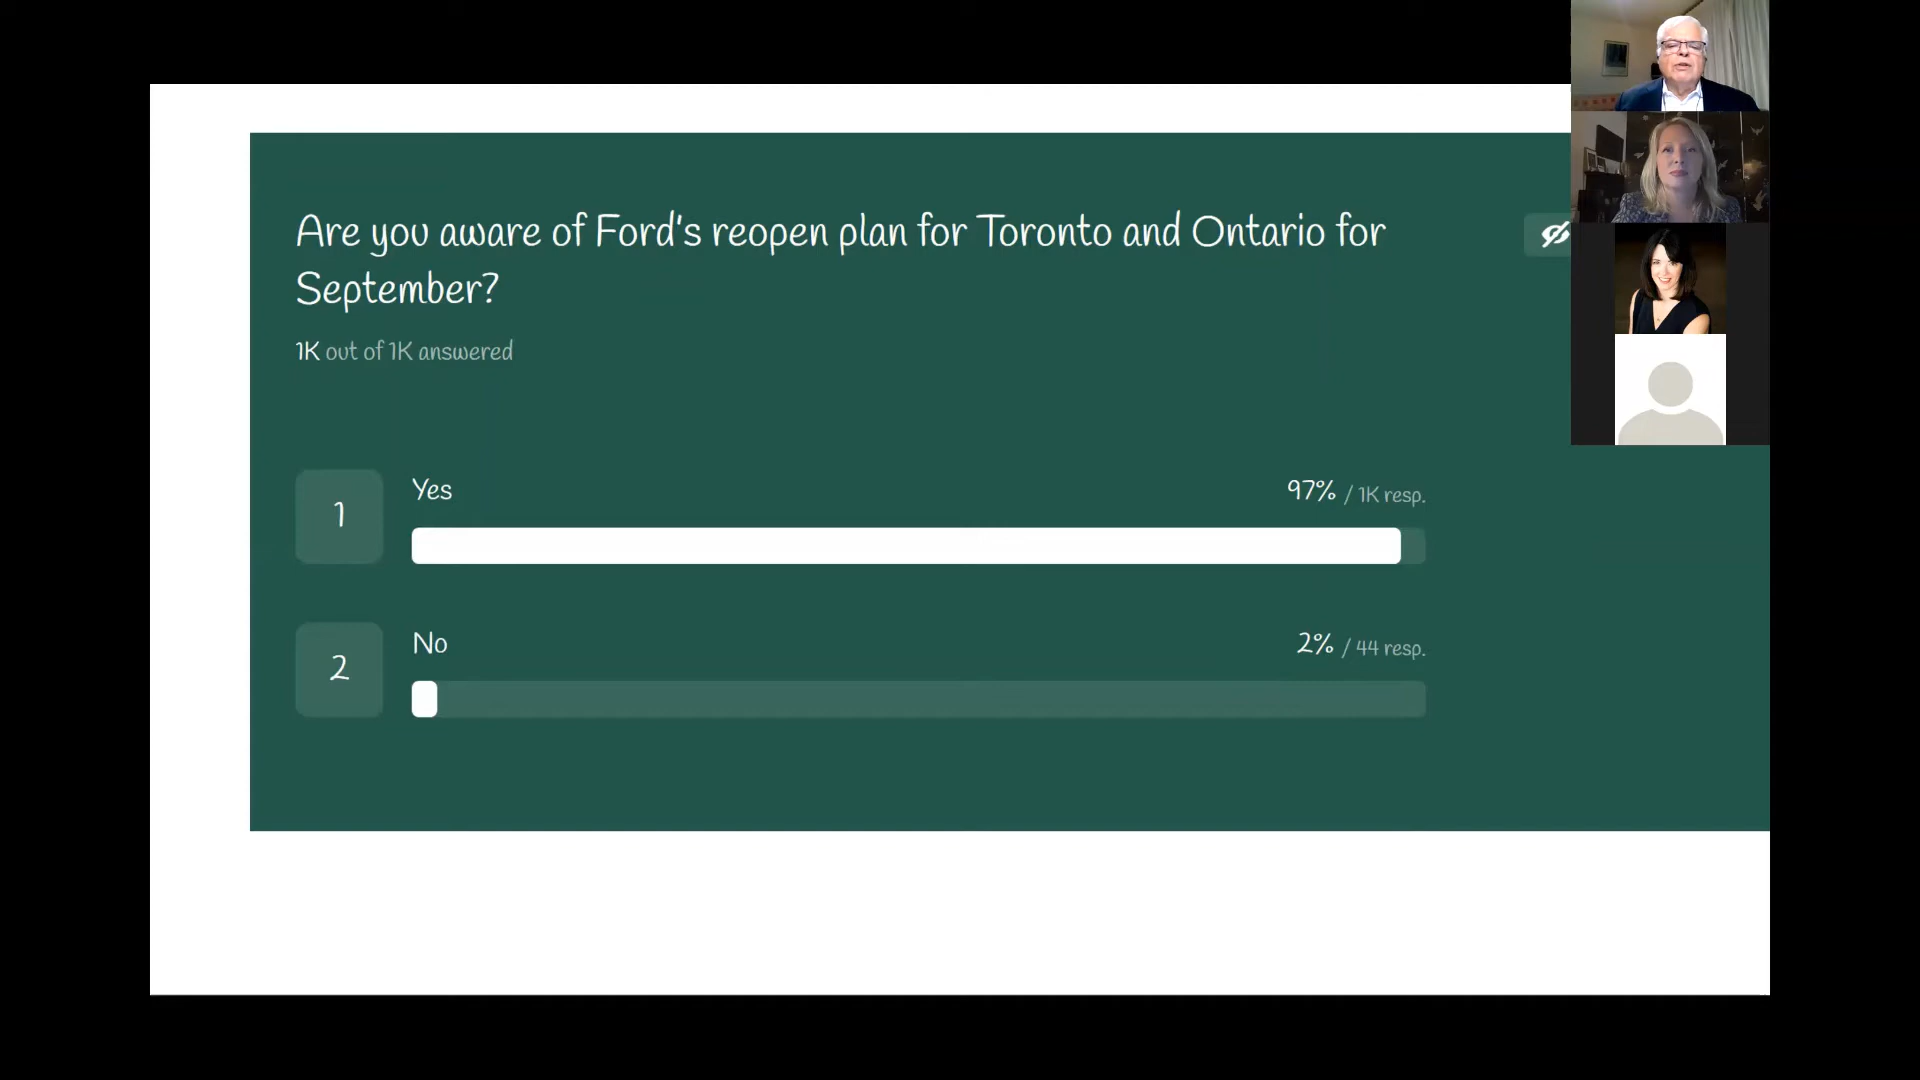 Are you aware of Ford's reopen plan for Toronto and Ontario for
September?
1K out of 1K answered
1
Yes
97% / 1K resp.
2
No
2% / 44 resp.